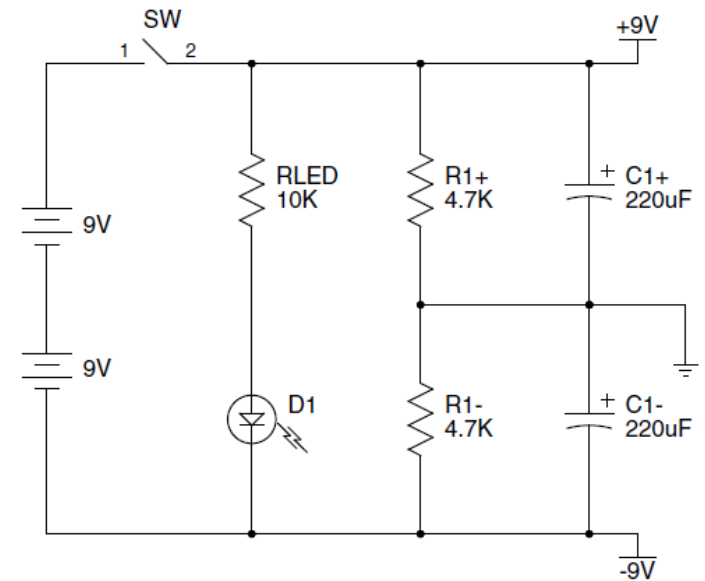 SW
+9V
1 2
RLED
10K
R1+
4.7K
+ C1+
220uF
9V
9V
D1
R1-
4.7K
+ C1-
220uF
-9V